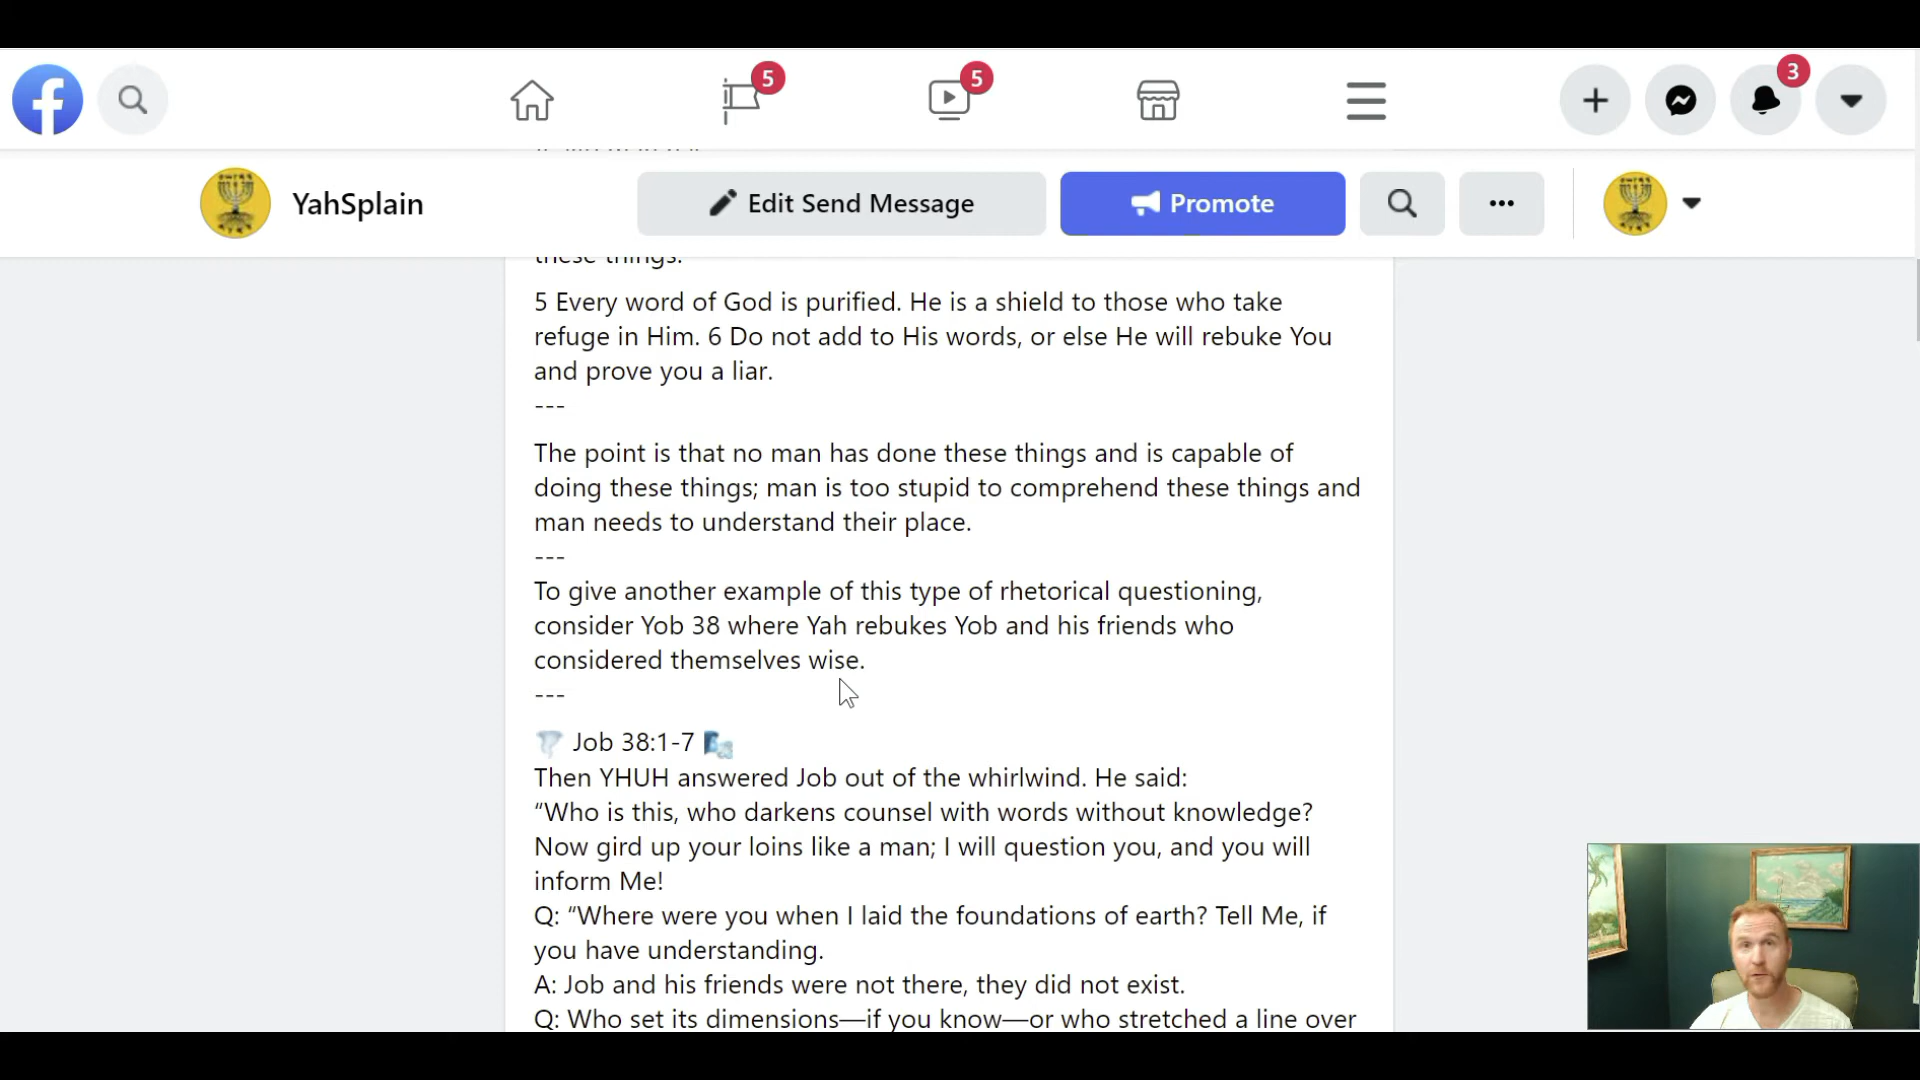 5
5
3
YahSplain
Edit Send Message
Promote
these things.
5 Every word of God is purified. He is a shield to those who take
refuge in Him. 6 Do not add to His words, or else He will rebuke You
and prove you a liar.
---
The point is that no man has done these things and is capable of
doing these things; man is too stupid to comprehend these things and
man needs to understand their place.
---
To give another example of this type of rhetorical questioning,
consider Yob 38 where Yah rebukes Yob and his friends who
considered themselves wise.
---
Job 38:1-7
Then YHUH answered Job out of the whirlwind. He said:
“Who is this, who darkens counsel with words without knowledge?
Now gird up your loins like a man; I will question you, and you will
inform Me!
Q: “Where were you when I laid the foundations of earth? Tell Me, if
you have understanding.
A: Job and his friends were not there, they did not exist.
Q: Who set its dimensions—if you know—or who stretched a line over